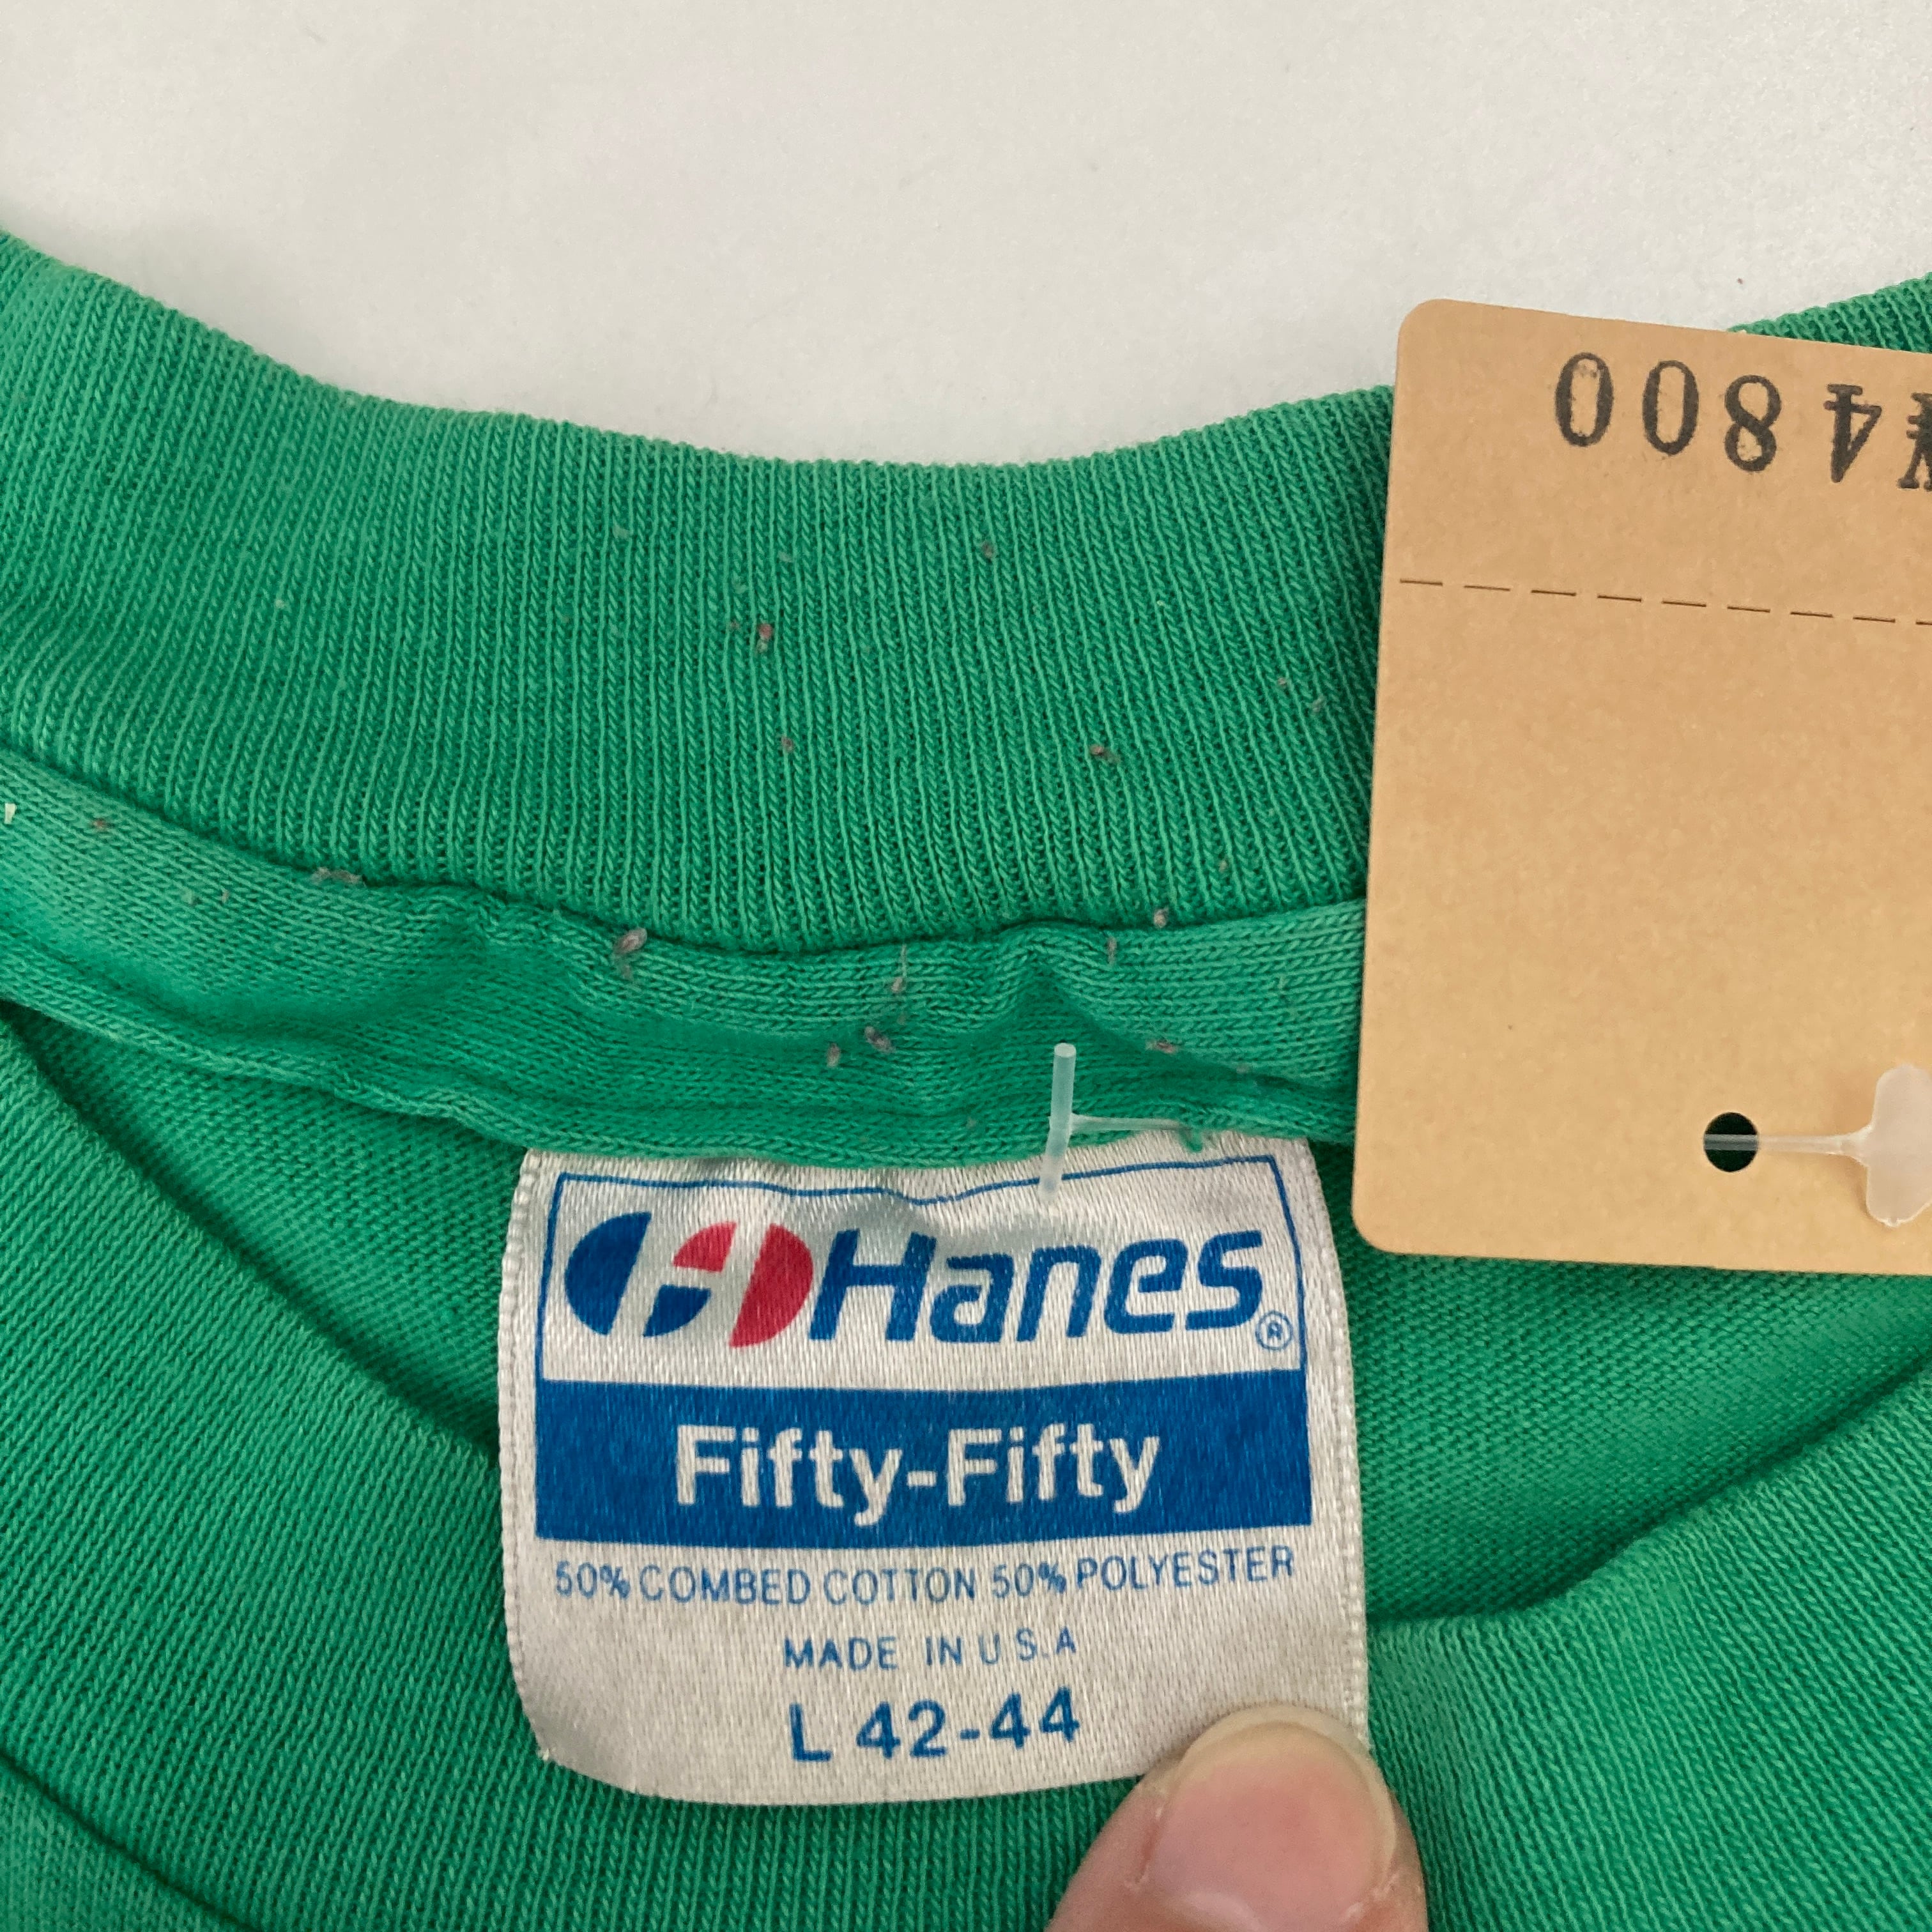 ¥4800
Hanes®
Fifty-Fifty
50% COMBED COTTON 50% POLYESTER
MADE IN U.S.A
L 42-44